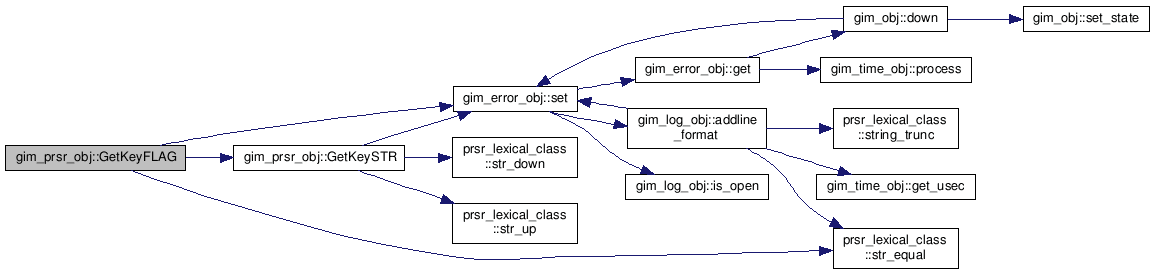 gim_obj::down
gim_obj::set_state
gim_error_obj::get
gim_time_obj::process
gim_error_obj::set
gim_log_obj::addline
_format
prsr_lexical_class
::string_trunc
gim_prsr_obj::GetKeyFLAG
gim_prsr_obj::GetKeySTR
prsr_lexical_class
::str_down
gim_log_obj::is_open
gim_time_obj::get_usec
prsr_lexical_class
::str_up
prsr_lexical_class
::str_equal